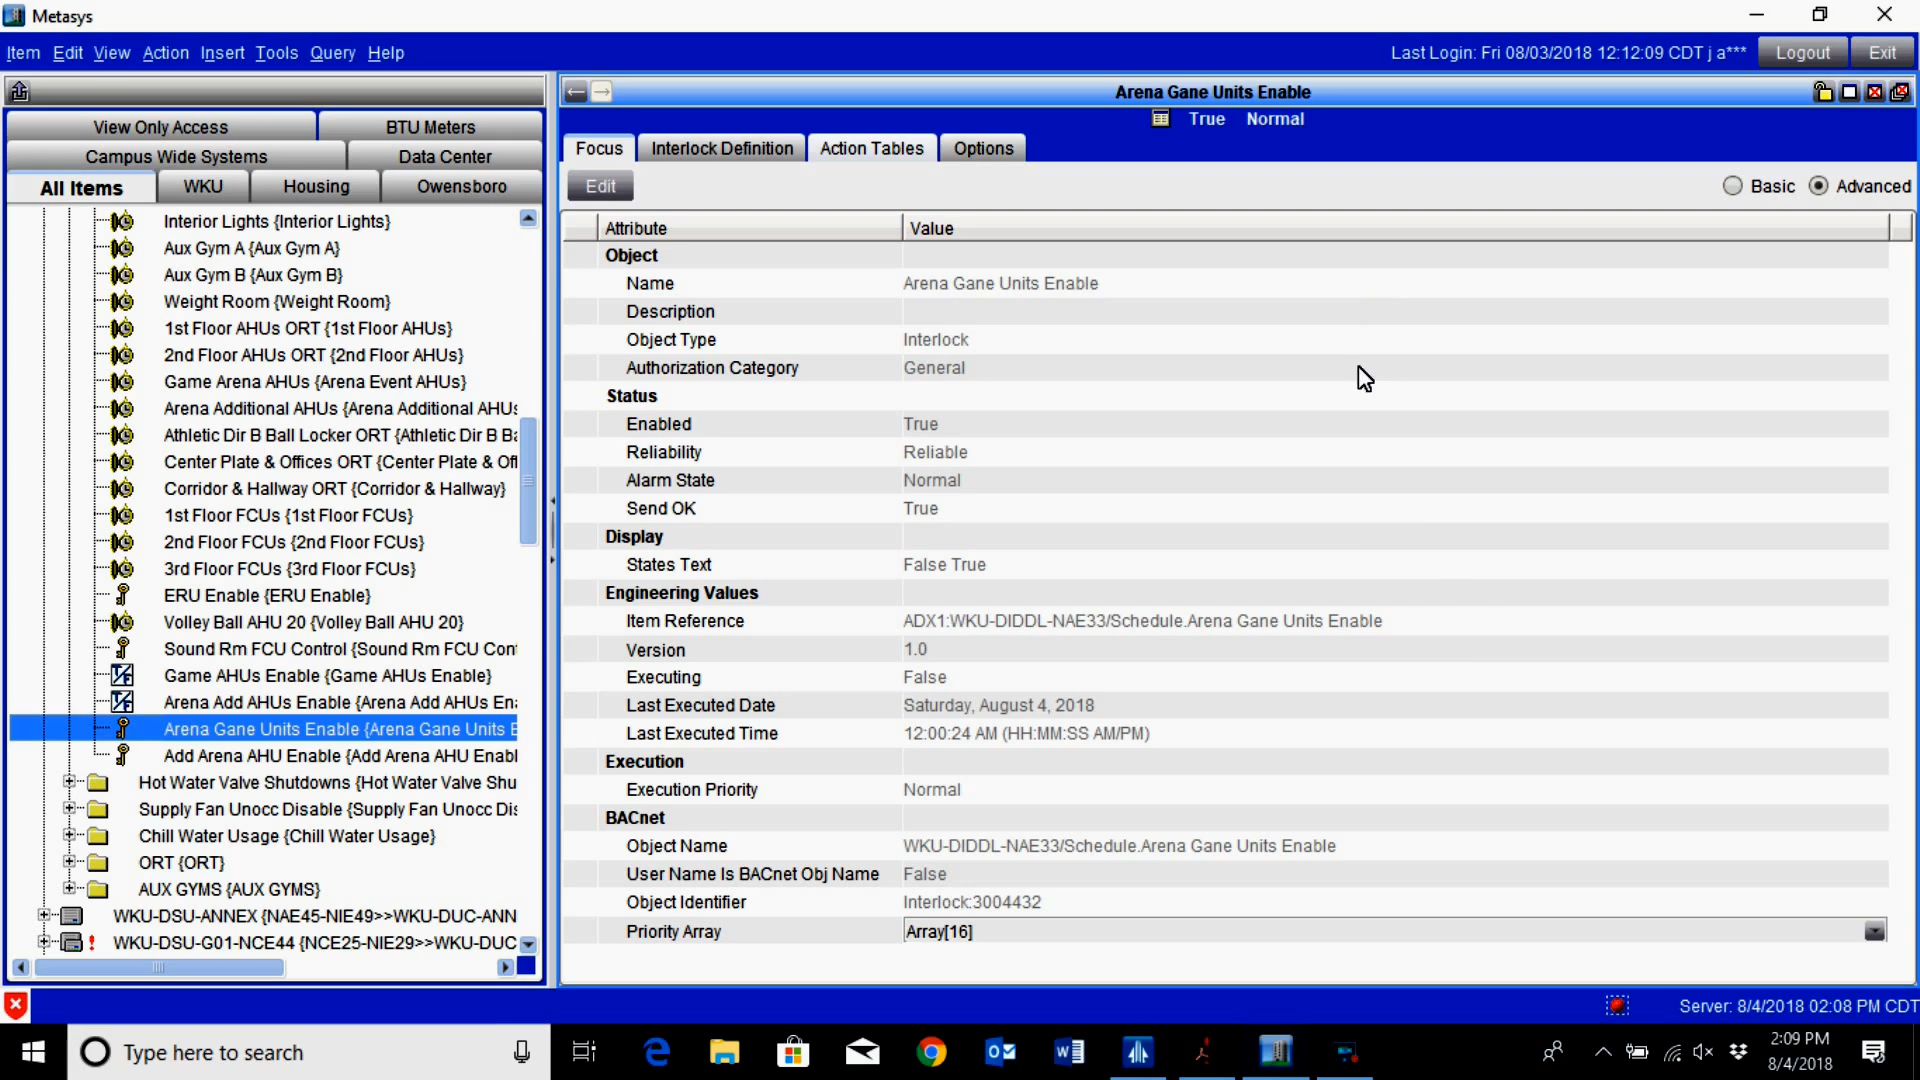 Metasys
Item Edit View Action Insert Tools Query Help
Last Login: Fri 08/03/2018 12:12:09 CDT j a*** Logout Exit
View Only Access BTU Meters
Campus Wide Systems Data Center
All Items WKU Housing Owensboro
Interior Lights {Interior Lights}
Aux Gym A {Aux Gym A}
Aux Gym B {Aux Gym B}
Weight Room {Weight Room}
1st Floor AHUs ORT {1st Floor AHUs}
2nd Floor AHUs ORT {2nd Floor AHUs}
Game Arena AHUs {Arena Event AHUs}
Arena Additional AHUs {Arena Additional AHUs
Athletic Dir B Ball Locker ORT {Athletic Dir B Ba
Center Plate & Offices ORT {Center Plate & Off
Corridor & Hallway ORT {Corridor & Hallway}
1st Floor FCUs {1st Floor FCUs}
2nd Floor FCUs {2nd Floor FCUs}
3rd Floor FCUs {3rd Floor FCUs}
ERU Enable {ERU Enable}
Volley Ball AHU 20 {Volley Ball AHU 20}
Sound Rm FCU Control {Sound Rm FCU Cont
Game AHUs Enable {Game AHUs Enable}
Arena Add AHUs Enable {Arena Add AHUs Ena
Arena Gane Units Enable {Arena Gane Units E
Add Arena AHU Enable {Add Arena AHU Enabl
Hot Water Valve Shutdowns {Hot Water Valve Shu
Supply Fan Unocc Disable {Supply Fan Unocc Dis
Chill Water Usage {Chill Water Usage}
ORT {ORT}
AUX GYMS {AUX GYMS}
WKU-DSU-ANNEX {NAE45-NIE49>>WKU-DUC-ANN
WKU-DSU-G01-NCE44 {NCE25-NIE29>>WKU-DUC
Arena Gane Units Enable
True Normal
Focus Interlock Definition Action Tables Options
Edit Basic Advanced
Attribute Value
Object
Name Arena Gane Units Enable
Description
Object Type Interlock
Authorization Category General
Status
Enabled True
Reliability Reliable
Alarm State Normal
Send OK True
Display
States Text False True
Engineering Values
Item Reference ADX1:WKU-DIDDL-NAE33/Schedule.Arena Gane Units Enable
Version 1.0
Executing False
Last Executed Date Saturday, August 4, 2018
Last Executed Time 12:00:24 AM (HH:MM:SS AM/PM)
Execution
Execution Priority Normal
BACnet
Object Name WKU-DIDDL-NAE33/Schedule.Arena Gane Units Enable
User Name Is BACnet Obj Name False
Object Identifier Interlock:3004432
Priority Array Array[16]
Server: 8/4/2018 02:08 PM CDT
Type here to search
2:09 PM
8/4/2018